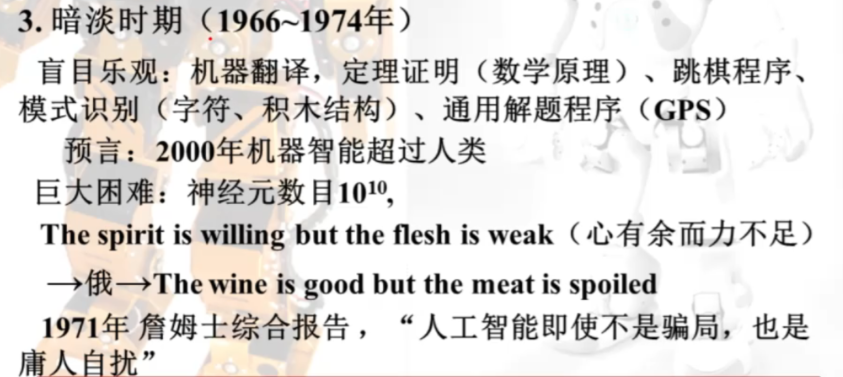 3. 暗淡时期（1966~1974年）
盲目乐观：机器翻译，定理证明（数学原理）、跳棋程序、
模式识别（字符、积木结构）、通用解题程序（GPS）
预言：2000年机器智能超过人类
巨大困难：神经元数目10¹⁰,
The spirit is willing but the flesh is weak（心有余而力不足）
→俄→The wine is good but the meat is spoiled
1971年 詹姆士综合报告，“人工智能即使不是骗局，也是
庸人自扰”